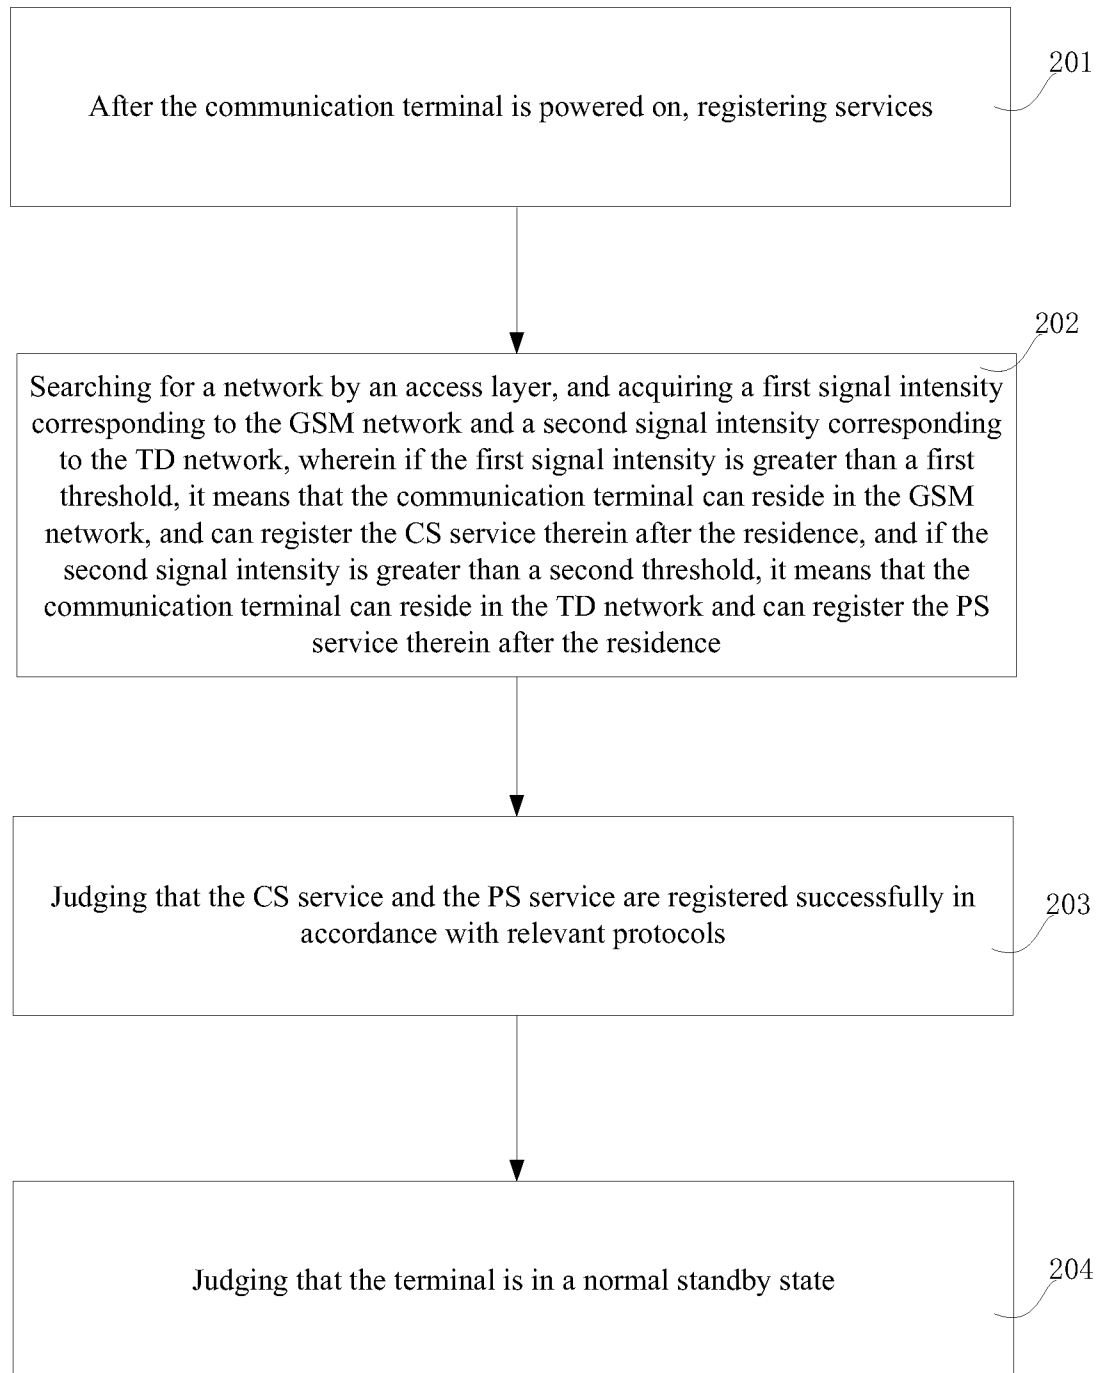 201
After the communication terminal is powered on, registering services
202
Searching for a network by an access layer, and acquiring a first signal intensity
corresponding to the GSM network and a second signal intensity corresponding
to the TD network, wherein if the first signal intensity is greater than a first
threshold, it means that the communication terminal can reside in the GSM
network, and can register the CS service therein after the residence, and if the
second signal intensity is greater than a second threshold, it means that the
communication terminal can reside in the TD network and can register the PS
service therein after the residence
203
Judging that the CS service and the PS service are registered successfully in
accordance with relevant protocols
204
Judging that the terminal is in a normal standby state